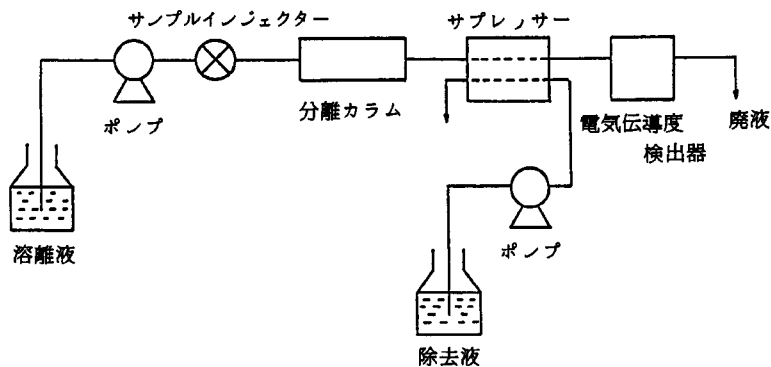 サンプルインジェクター
サプレッサー
ポンプ
分離カラム
電気伝導度
検出器
廃液
溶離液
ポンプ
除去液